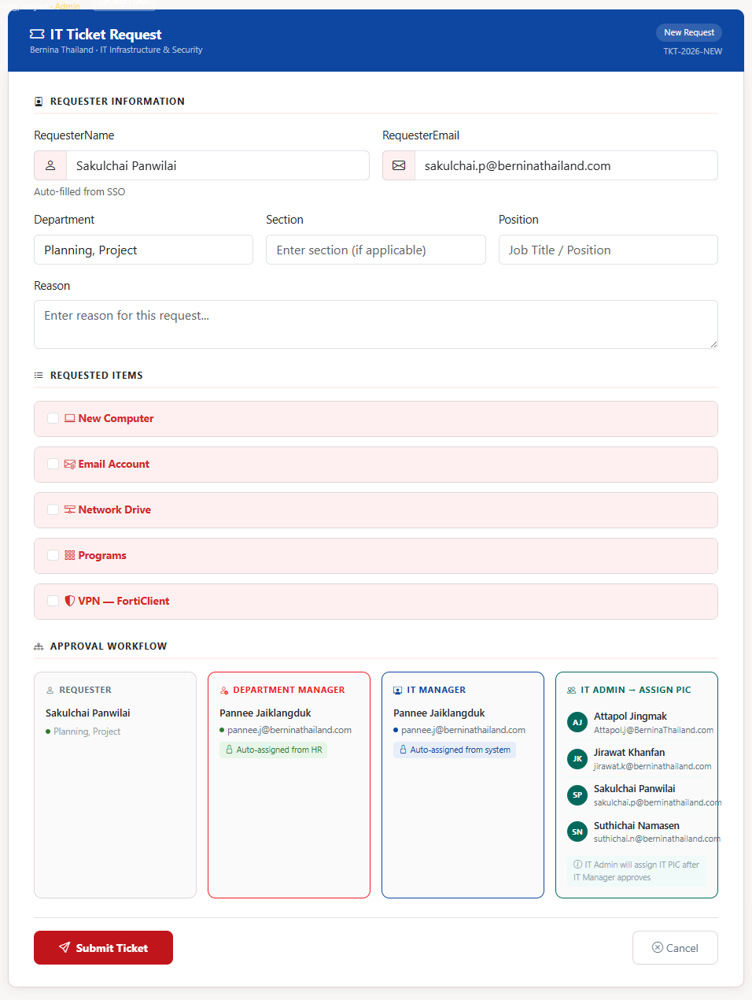 - Admin
IT Ticket Request
Bernina Thailand · IT Infrastructure & Security
New Request
TKT-2026-NEW
REQUESTER INFORMATION
RequesterName
RequesterEmail
Sakulchai Panwilai
sakulchai.p@berninathailand.com
Auto-filled from SSO
Department
Section
Position
Planning, Project
Enter section (if applicable)
Job Title / Position
Reason
Enter reason for this request...
REQUESTED ITEMS
New Computer
Email Account
Network Drive
Programs
VPN — FortiClient
APPROVAL WORKFLOW
REQUESTER
Sakulchai Panwilai
Planning, Project
DEPARTMENT MANAGER
Pannee Jaiklangduk
pannee.j@berninathailand.com
Auto-assigned from HR
IT MANAGER
Pannee Jaiklangduk
pannee.j@berninathailand.com
Auto-assigned from system
IT ADMIN → ASSIGN PIC
AJ
Attapol Jingmak
Attapol.j@BerninaThailand.com
JK
Jirawat Khanfan
jirawat.k@berninathailand.com
SP
Sakulchai Panwilai
sakulchai.p@berninathailand.com
SN
Suthichai Namasen
suthichai.n@berninathailand.com
IT Admin will assign IT PIC after
IT Manager approves
Submit Ticket
Cancel